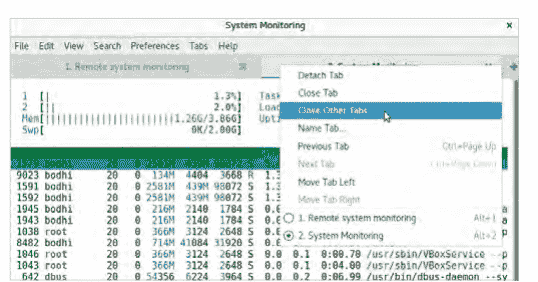 System Monitoring ×
File Edit View Search Preferences Tabs Help
1. Remote system monitoring
Detach Tab
Close Tab
Close Other Tabs
Name Tab...
Previous Tab Ctrl+Page Up
Next Tab
Move Tab Left
Move Tab Right
1. Remote system monitoring Alt+1
2. System Monitoring Alt+2
1 [| 1.3%] Task
2 [|| 2.0%] Load
Mem[||||||||||||||||||||||1.26G/3.86G] Upti
Swp[ 0K/2.00G]
9023 bodhi 20 0 134M 4404 3668 R 1.3
1591 bodhi 20 0 2581M 439M 98072 S 1.3
1592 bodhi 20 0 2581M 439M 98072 S 1.3
1945 bodhi 20 0 216M 2140 1784 S 0.6
1943 bodhi 20 0 216M 2140 1784 S 0.6
1038 root 20 0 366M 3124 2648 S 0.6
8482 bodhi 20 0 714M 41084 31920 S 0.6
1046 root 20 0 366M 3124 2648 S 0.0 0.1 0:00.70 /usr/sbin/VBoxService --p
1043 root 20 0 366M 3124 2648 S 0.0 0.1 0:04.00 /usr/sbin/VBoxService --p
642 dbus 20 0 54356 6224 3964 S 0.0 0.2 0:06.99 /usr/bin/dbus-daemon --sy